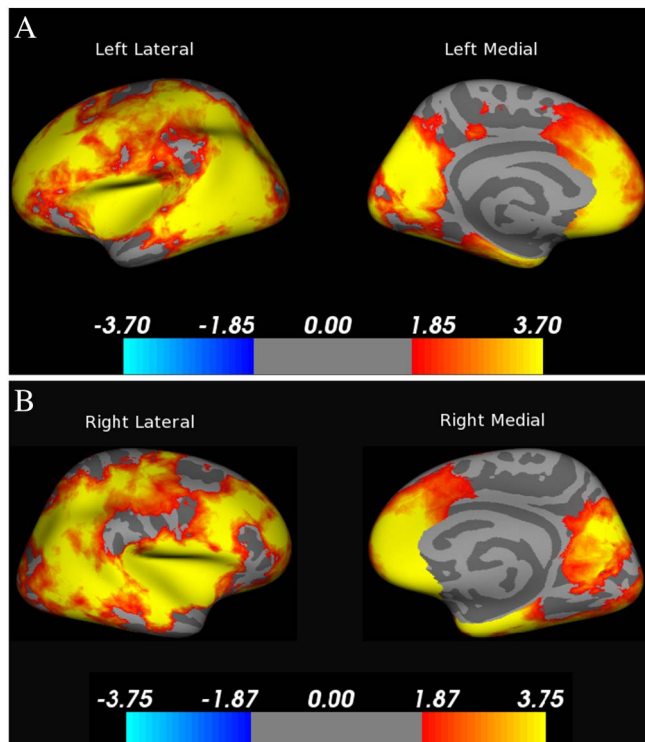 A
Left Lateral Left Medial
-3.70 -1.85 0.00 1.85 3.70
B
Right Lateral Right Medial
-3.75 -1.87 0.00 1.87 3.75